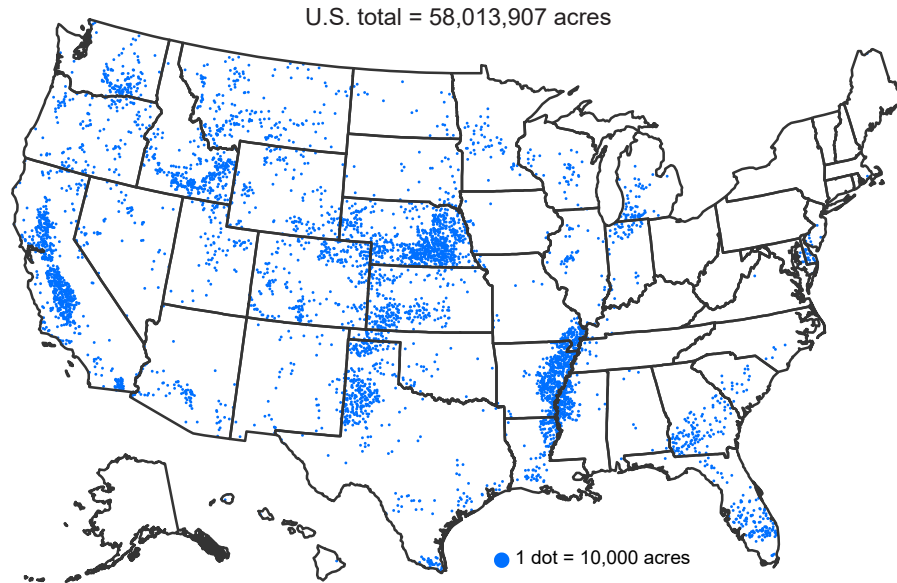 U.S. total = 58,013,907 acres
1 dot = 10,000 acres